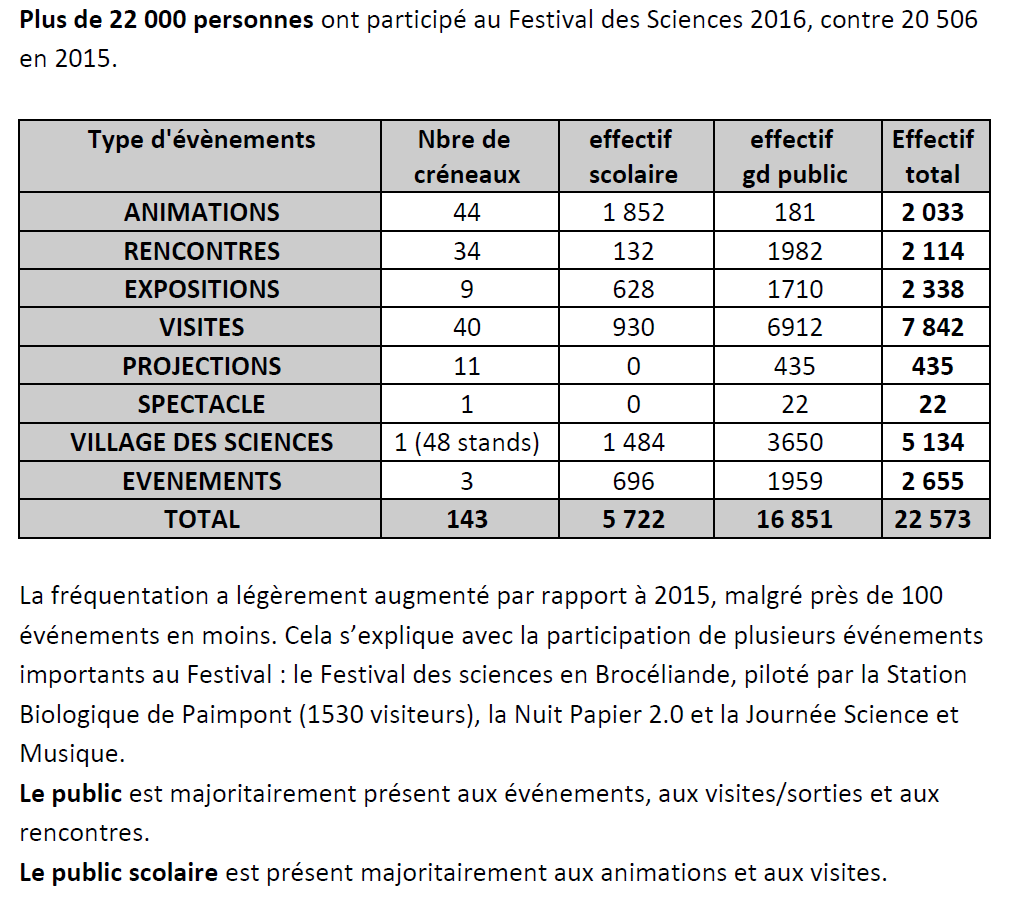 Plus de 22 000 personnes ont participé au Festival des Sciences 2016, contre 20 506
en 2015.
Type d'évènements Nbre de créneaux effectif scolaire effectif gd public Effectif total
ANIMATIONS 44 1 852 181 2 033
RENCONTRES 34 132 1982 2 114
EXPOSITIONS 9 628 1710 2 338
VISITES 40 930 6912 7 842
PROJECTIONS 11 0 435 435
SPECTACLE 1 0 22 22
VILLAGE DES SCIENCES 1 (48 stands) 1 484 3650 5 134
EVENEMENTS 3 696 1959 2 655
TOTAL 143 5 722 16 851 22 573
La fréquentation a légèrement augmenté par rapport à 2015, malgré près de 100
événements en moins. Cela s’explique avec la participation de plusieurs événements
importants au Festival : le Festival des sciences en Brocéliande, piloté par la Station
Biologique de Paimpont (1530 visiteurs), la Nuit Papier 2.0 et la Journée Science et
Musique.
Le public est majoritairement présent aux événements, aux visites/sorties et aux
rencontres.
Le public scolaire est présent majoritairement aux animations et aux visites.